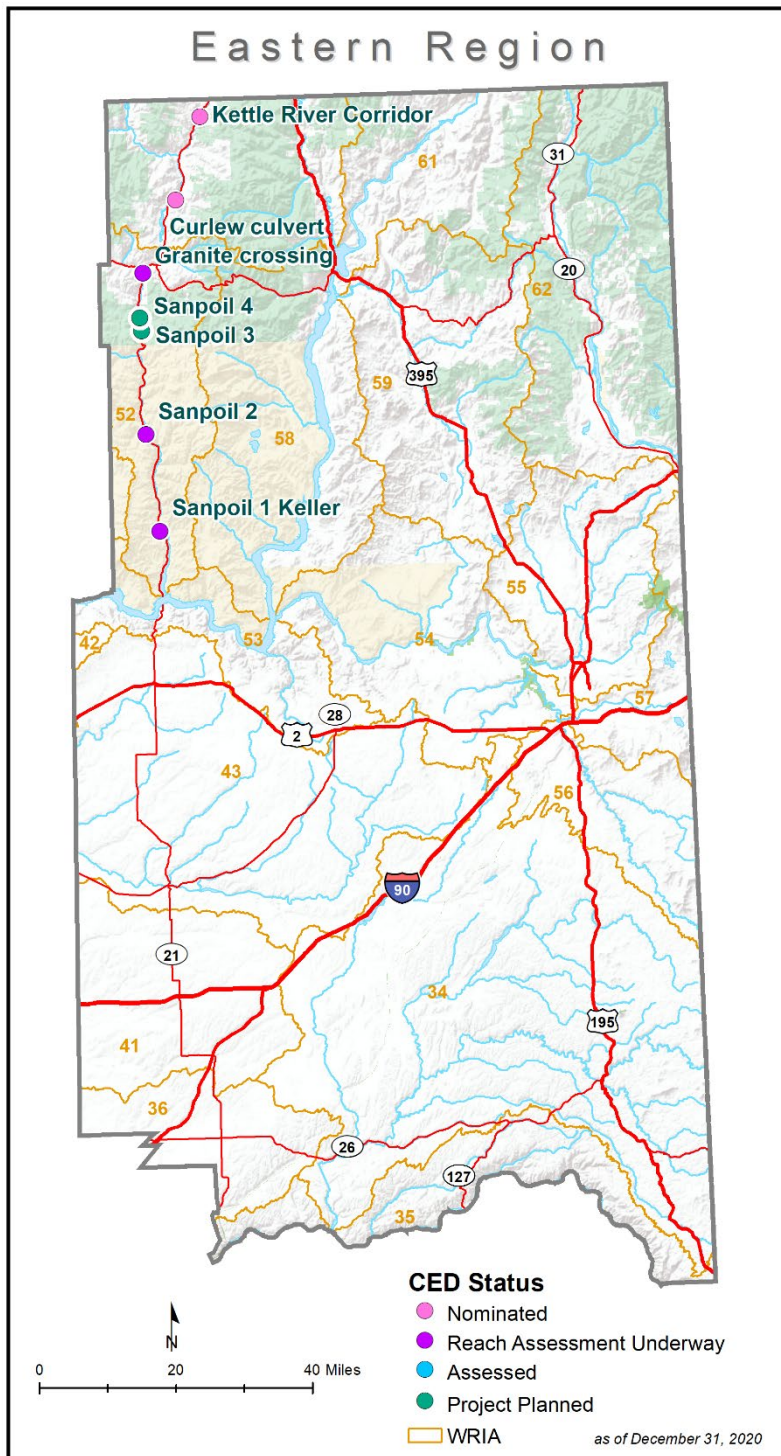 Eastern Region
Kettle River Corridor
31
61
Curlew culvert
Granite crossing
20
62
Sanpoil 4
Sanpoil 3
395
59
52
Sanpoil 2
58
Sanpoil 1 Keller
55
53
54
42
57
28
2
43
56
90
21
34
195
41
36
26
127
35
CED Status
Nominated
Reach Assessment Underway
Assessed
Project Planned
WRIA
N
0 20 40 Miles
as of December 31, 2020